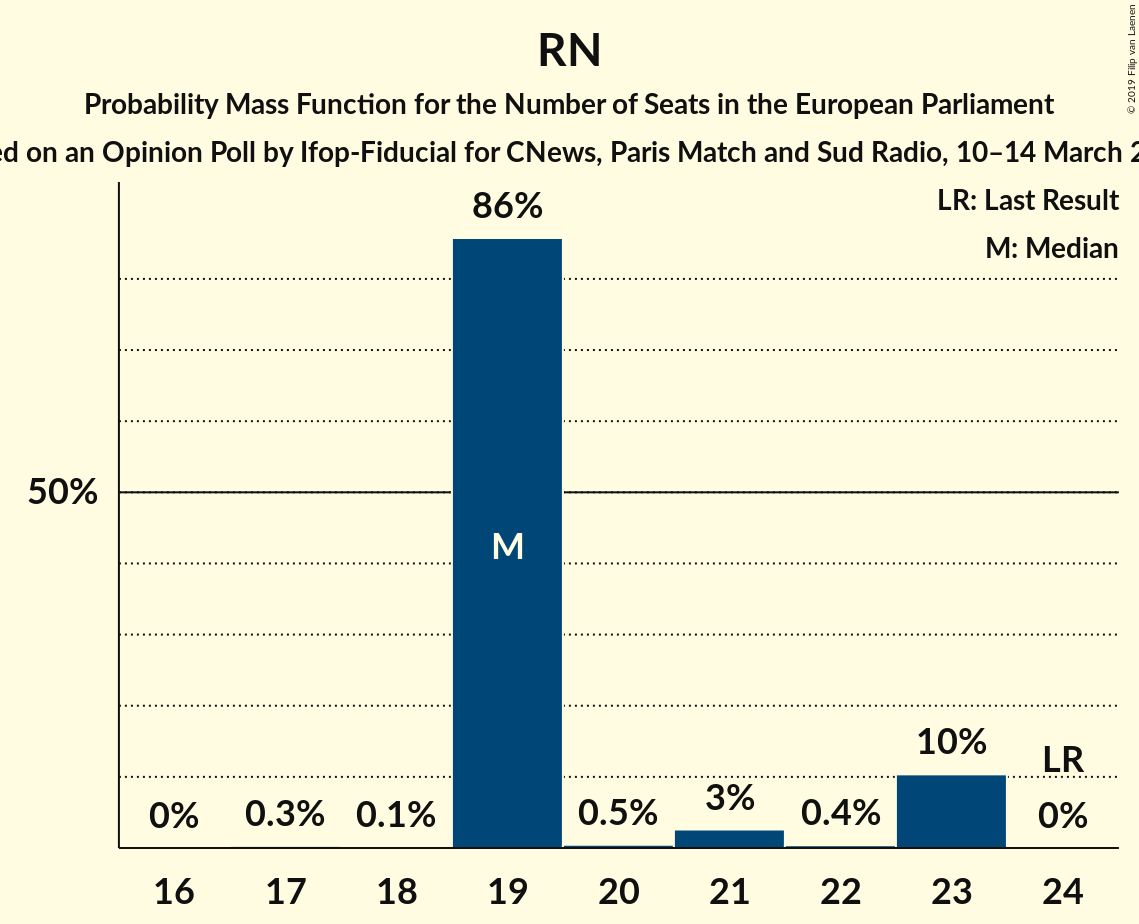 RN
Probability Mass Function for the Number of Seats in the European Parliament
on an Opinion Poll by Ifop-Fiducial for CNews, Paris Match and Sud Radio, 10–14 March
© 2019 Filip van Laenen
LR: Last Result
M: Median
86%
50%
M
10%
LR
0%
0.3%
0.1%
0.5%
3%
0.4%
0%
16 17 18 19 20 21 22 23 24